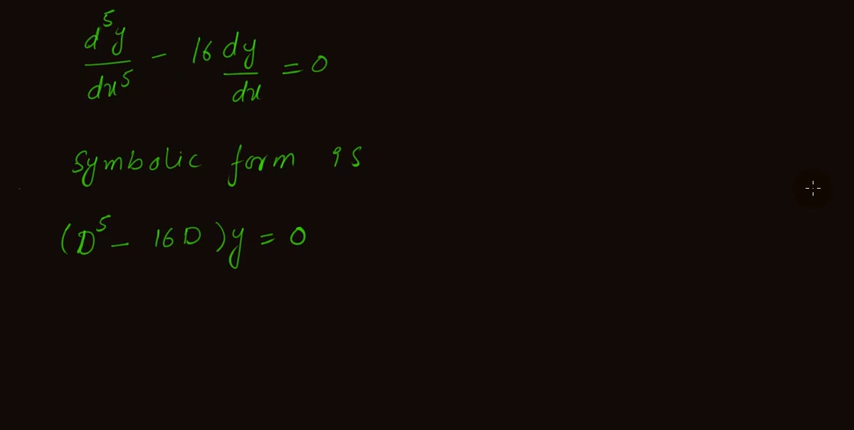 d⁵y/dx⁵ - 16 dy/dx = 0
Symbolic form is
(D⁵ - 16D)y = 0